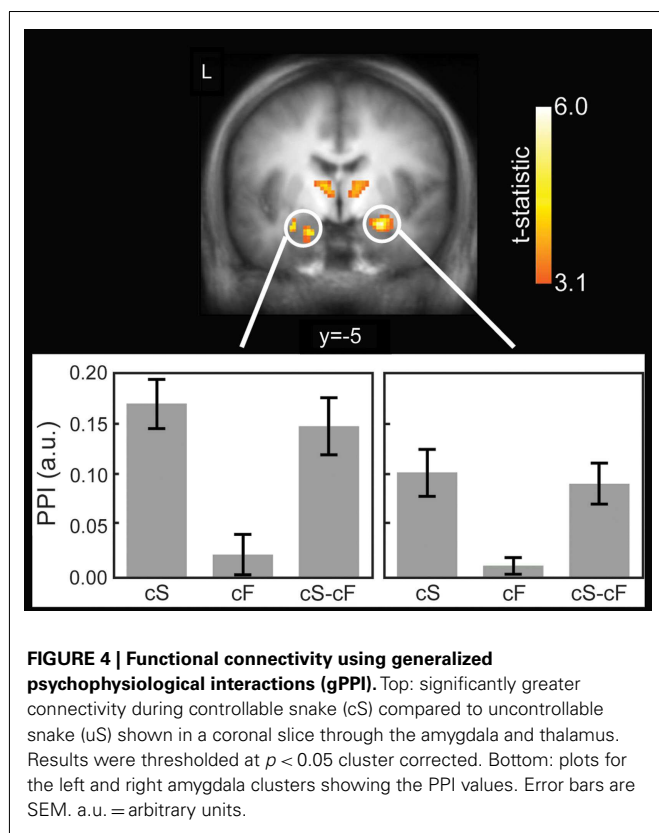 L
6.0
t-statistic
3.1
y=-5
0.20
0.15
0.10
0.05
0.00
PPI (a.u.)
cS cF cS-cF cS cF cS-cF
FIGURE 4 | Functional connectivity using generalized
psychophysiological interactions (gPPI). Top: significantly greater
connectivity during controllable snake (cS) compared to uncontrollable
snake (uS) shown in a coronal slice through the amygdala and thalamus.
Results were thresholded at p < 0.05 cluster corrected. Bottom: plots for
the left and right amygdala clusters showing the PPI values. Error bars are
SEM. a.u. = arbitrary units.